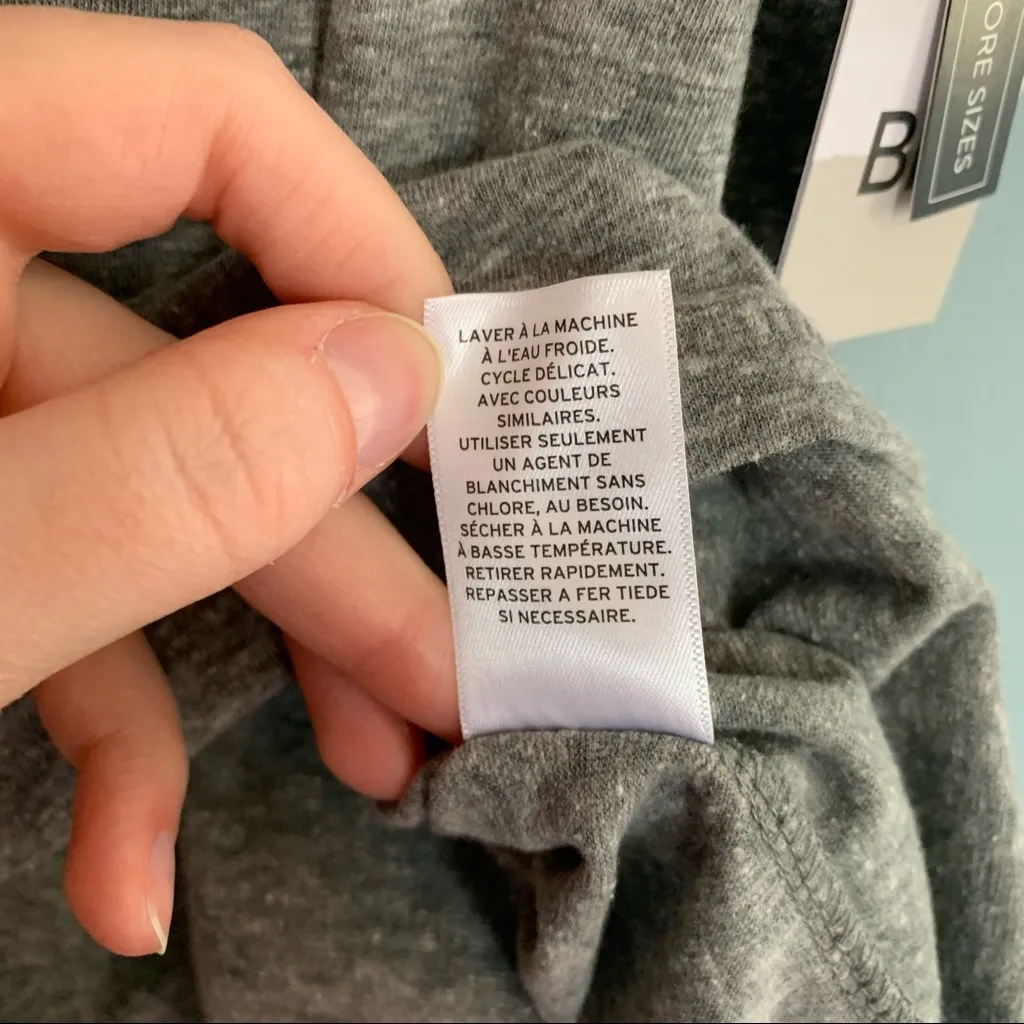 LAVER À LA MACHINE
À L'EAU FROIDE.
CYCLE DÉLICAT.
AVEC COULEURS
SIMILAIRES.
UTILISER SEULEMENT
UN AGENT DE
BLANCHIMENT SANS
CHLORE, AU BESOIN.
SÉCHER À LA MACHINE
À BASSE TEMPÉRATURE.
RETIRER RAPIDEMENT.
REPASSER A FER TIEDE
SI NECESSAIRE.
SIZES